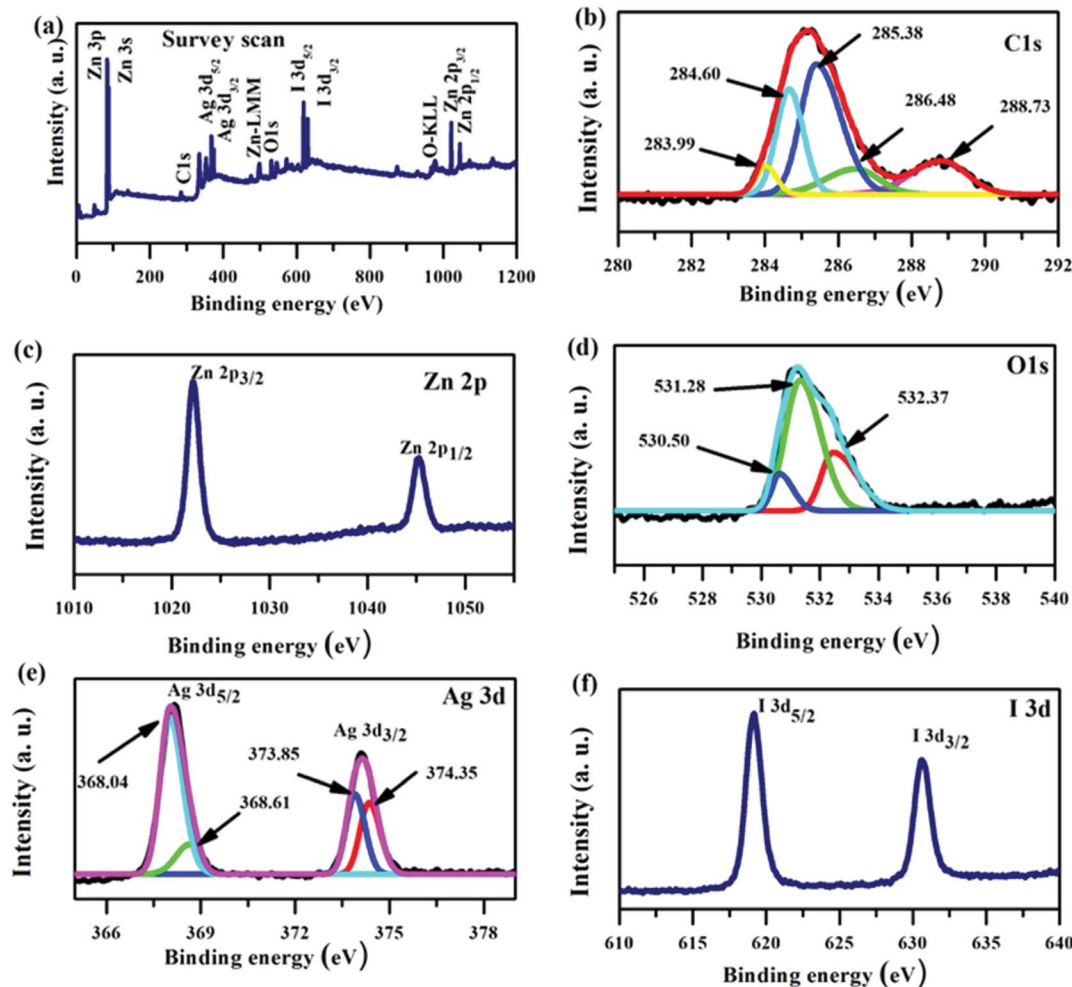 (a)
Survey scan
Zn 3p
Zn 3s
C1s
Ag 3d5/2
Ag 3d3/2
Zn-LMM
O1s
I 3d5/2
I 3d3/2
O-KLL
Zn 2p3/2
Zn 2p1/2
Intensity (a. u.)
0 200 400 600 800 1000 1200
Binding energy (eV)
(b)
C1s
285.38
284.60
286.48
288.73
283.99
Intensity (a. u.)
280 282 284 286 288 290 292
Binding energy (eV)
(c)
Zn 2p3/2
Zn 2p
Zn 2p1/2
Intensity (a. u.)
1010 1020 1030 1040 1050
Binding energy (eV)
(d)
O1s
531.28
532.37
530.50
Intensity (a. u.)
526 528 530 532 534 536 538 540
Binding energy (eV)
(e)
Ag 3d5/2
Ag 3d
Ag 3d3/2
373.85
374.35
368.04
368.61
Intensity (a. u.)
366 369 372 375 378
Binding energy (eV)
(f)
I 3d5/2
I 3d
I 3d3/2
Intensity (a. u.)
610 615 620 625 630 635 640
Binding energy (eV)